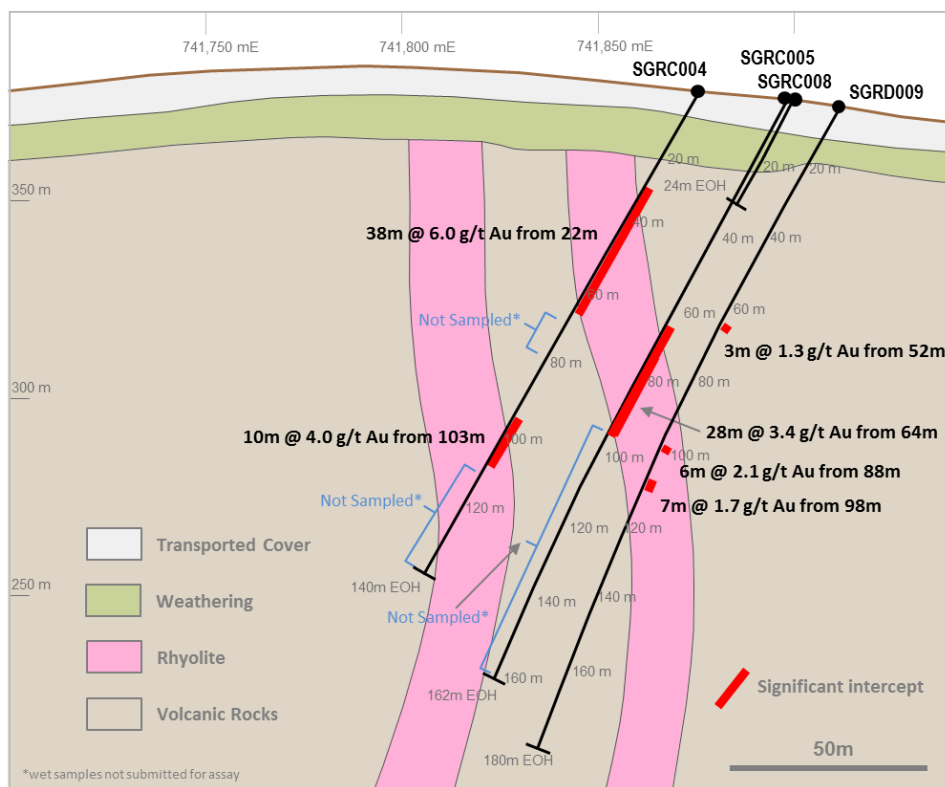 741,750 mE
741,800 mE
741,850 mE
SGRC004
SGRC005
SGRC008
SGRD009
20 m
20 m
20 m
24m EOH
350 m
40 m
40 m
40 m
38m @ 6.0 g/t Au from 22m
60 m
60 m
60 m
Not Sampled*
3m @ 1.3 g/t Au from 52m
80 m
80 m
80 m
300 m
28m @ 3.4 g/t Au from 64m
10m @ 4.0 g/t Au from 103m
100 m
100 m
100 m
6m @ 2.1 g/t Au from 88m
Not Sampled*
7m @ 1.7 g/t Au from 98m
120 m
120 m
120 m
Transported Cover
140m EOH
250 m
140 m
140 m
Weathering
Not Sampled*
Rhyolite
160 m
160 m
162m EOH
Significant intercept
Volcanic Rocks
180m EOH
50m
*wet samples not submitted for assay